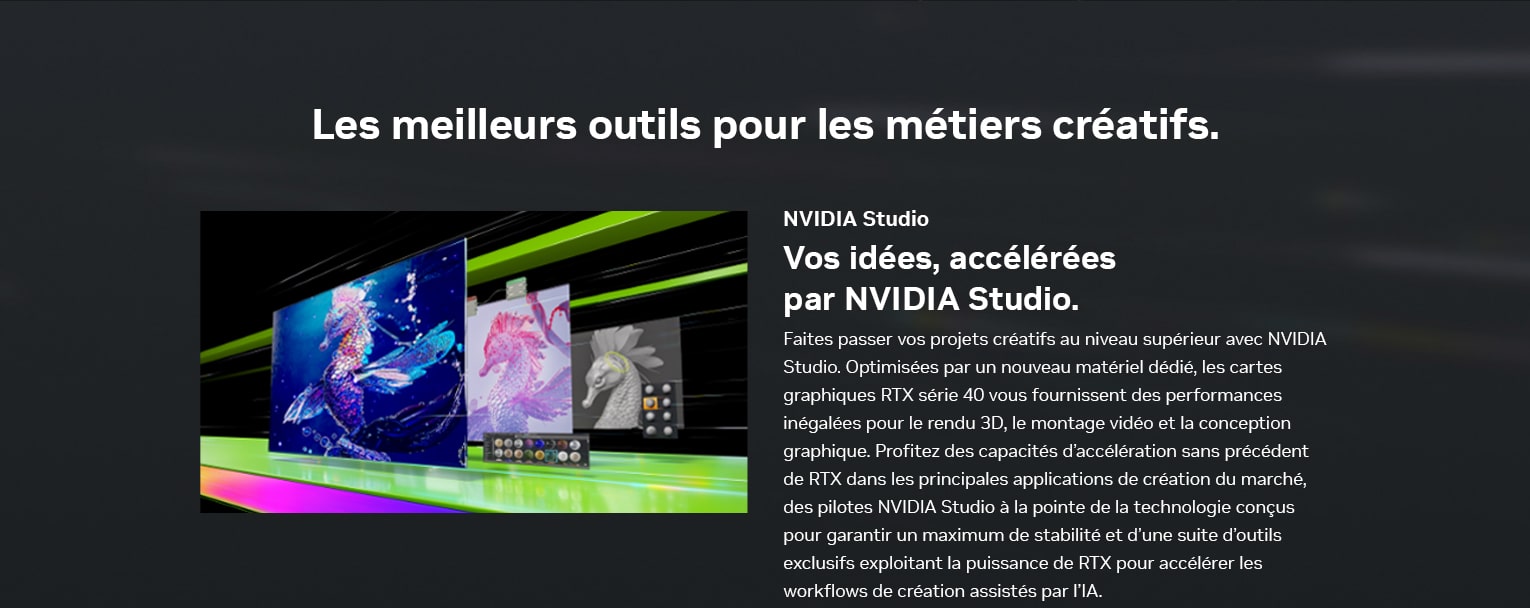 Les meilleurs outils pour les métiers créatifs.
NVIDIA Studio
Vos idées, accélérées
par NVIDIA Studio.
Faites passer vos projets créatifs au niveau supérieur avec NVIDIA
Studio. Optimisées par un nouveau matériel dédié, les cartes
graphiques RTX série 40 vous fournissent des performances
inégalées pour le rendu 3D, le montage vidéo et la conception
graphique. Profitez des capacités d’accélération sans précédent
de RTX dans les principales applications de création du marché,
des pilotes NVIDIA Studio à la pointe de la technologie conçus
pour garantir un maximum de stabilité et d’une suite d’outils
exclusifs exploitant la puissance de RTX pour accélérer les
workflows de création assistés par l’IA.